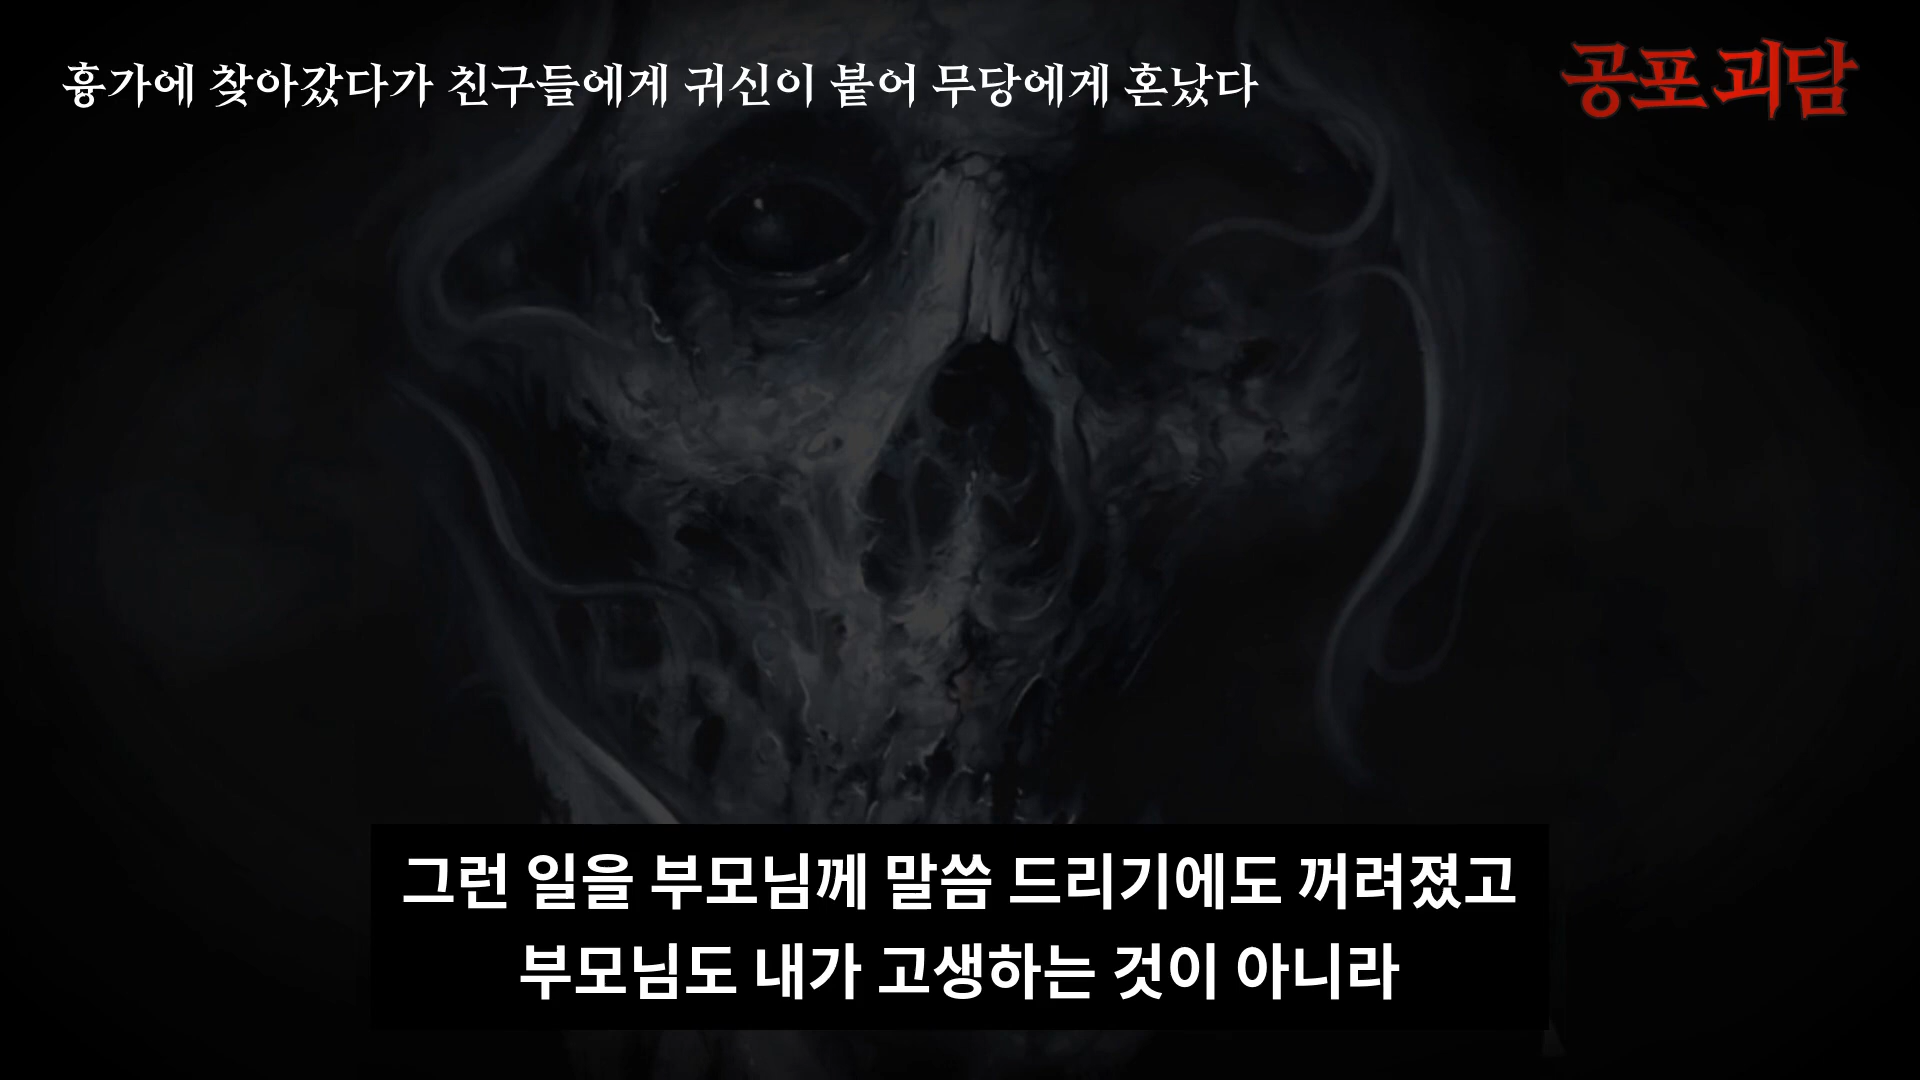 흉가에 찾아갔다가 친구들에게 귀신이 붙어 무당에게 혼났다
공포괴담
그런 일을 부모님께 말씀 드리기에도 꺼려졌고
부모님도 내가 고생하는 것이 아니라